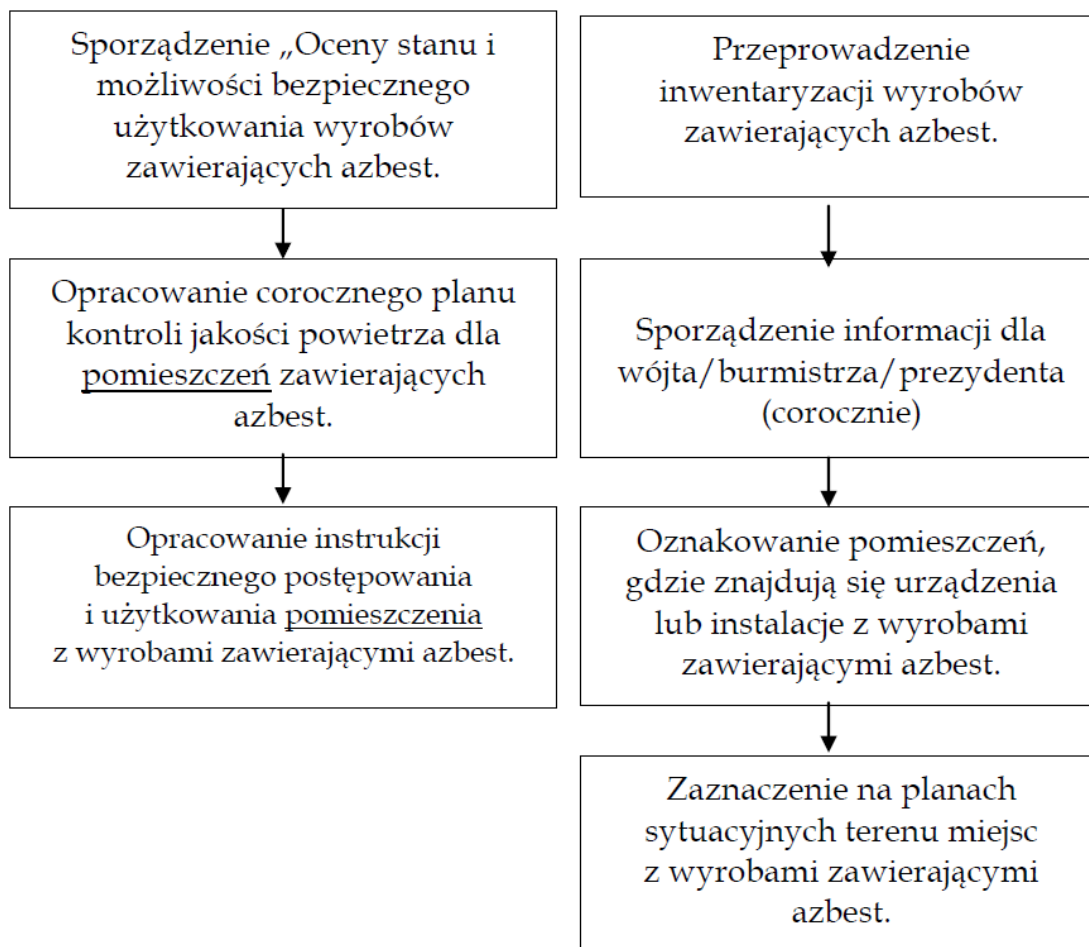 Sporządzenie „Oceny stanu i
możliwości bezpiecznego
użytkowania wyrobów
zawierających azbest.
Opracowanie corocznego planu
kontroli jakości powietrza dla
pomieszczeń zawierających
azbest.
Opracowanie instrukcji
bezpiecznego postępowania
i użytkowania pomieszczenia
z wyrobami zawierającymi azbest.
Przeprowadzenie
inwentaryzacji wyrobów
zawierających azbest.
Sporządzenie informacji dla
wójta/burmistrza/prezydenta
(corocznie)
Oznakowanie pomieszczeń,
gdzie znajdują się urządzenia
lub instalacje z wyrobami
zawierającymi azbest.
Zaznaczenie na planach
sytuacyjnych terenu miejsc
z wyrobami zawierającymi
azbest.